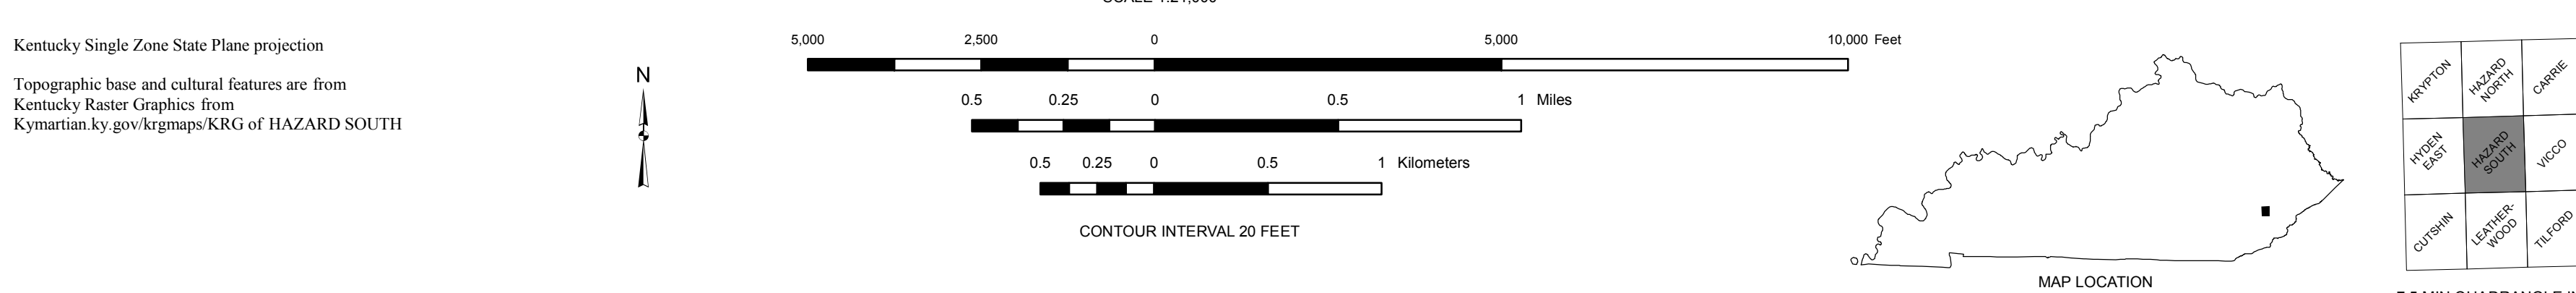 Kentucky Single Zone State Plane projection
Topographic base and cultural features are from
Kentucky Raster Graphics from
Kymartian.ky.gov/krgmaps/KRG of HAZARD SOUTH
N
5,000 2,500 0 5,000 10,000 Feet
0.5 0.25 0 0.5 1 Miles
0.5 0.25 0 0.5 1 Kilometers
CONTOUR INTERVAL 20 FEET
MAP LOCATION
KRYPTON
HAZARD
NORTH
CARRIE
HYDEN
EAST
HAZARD
SOUTH
VICCO
CUTSHIN
LEATHER-
WOOD
TILFORD